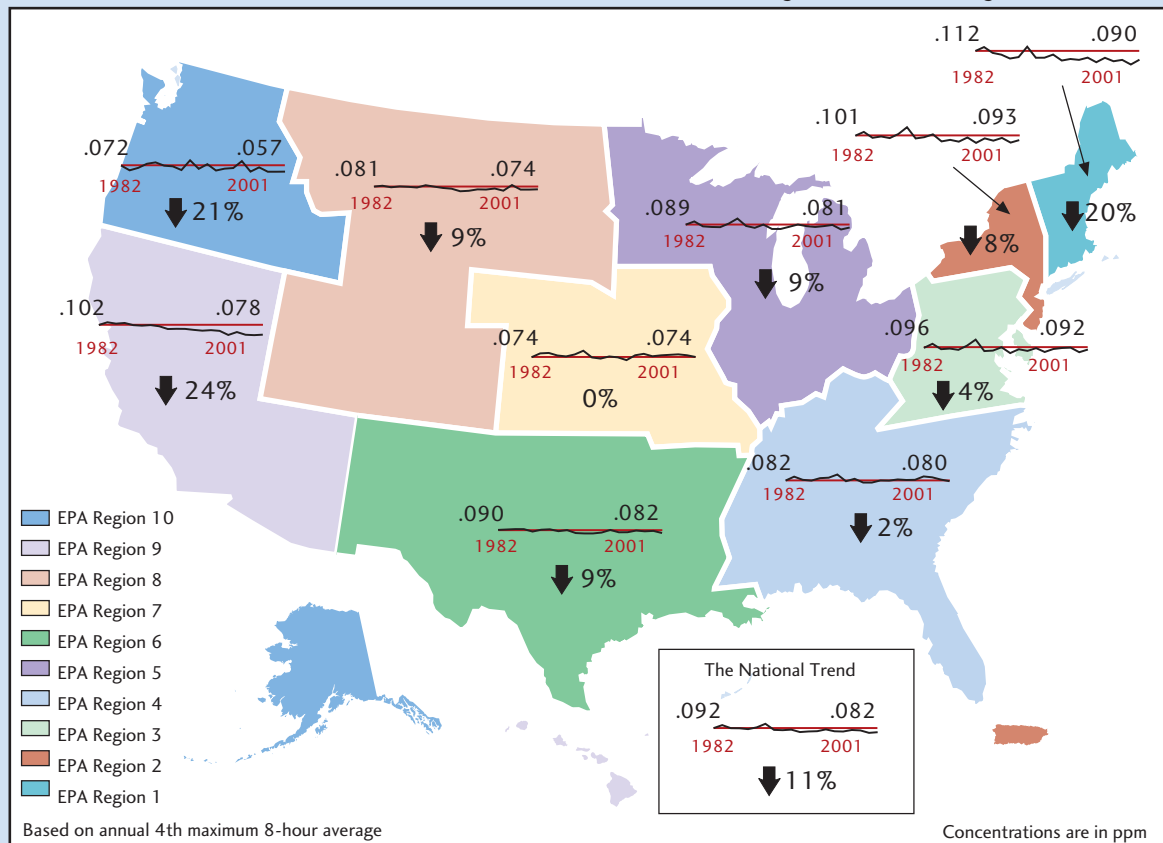 .112 .090
1982 2001
.101 .093
1982 2001
.072 .057
1982 2001
21%
.081 .074
1982 2001
9%
.089 .081
1982 2001
9%
8%
20%
.102 .078
1982 2001
24%
.074 .074
1982 2001
0%
.096 .092
1982 2001
4%
.082 .080
1982 2001
2%
.090 .082
1982 2001
9%
EPA Region 10
EPA Region 9
EPA Region 8
EPA Region 7
EPA Region 6
EPA Region 5
EPA Region 4
EPA Region 3
EPA Region 2
EPA Region 1
The National Trend
.092 .082
1982 2001
11%
Based on annual 4th maximum 8-hour average
Concentrations are in ppm